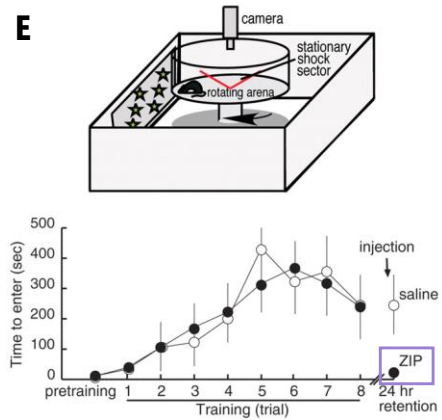 E
camera
stationary
shock
sector
rotating arena
Time to enter (sec)
500
400
300
200
100
0
injection
saline
ZIP
pretraining 1 2 3 4 5 6 7 8 24 hr
Training (trial) retention